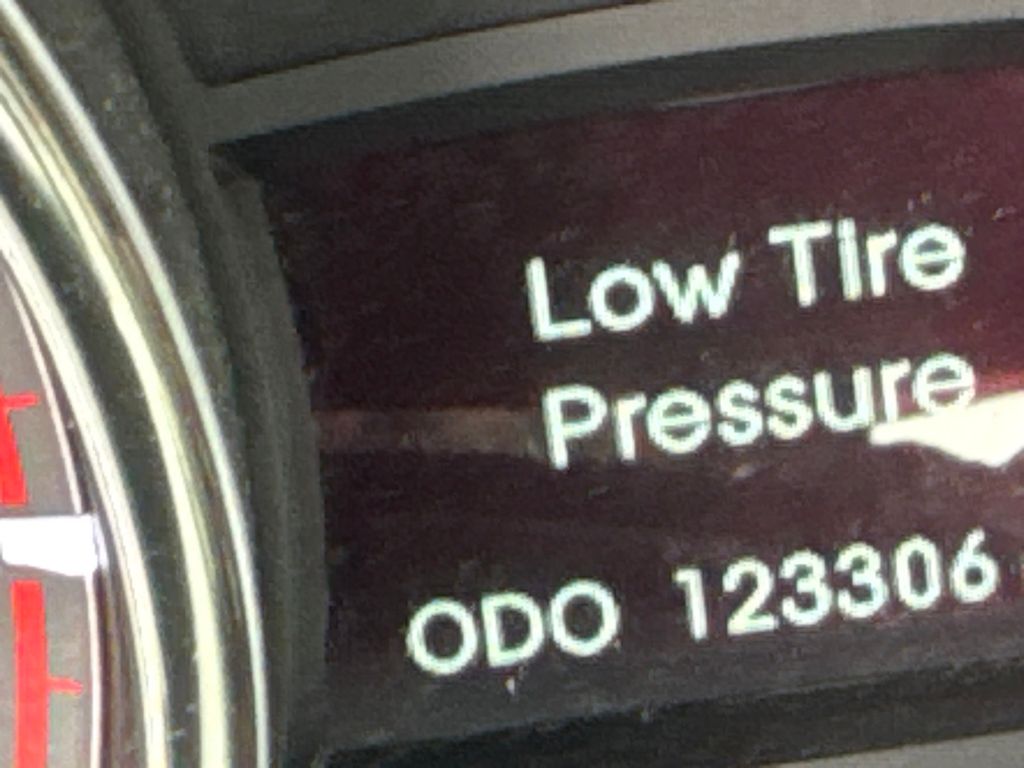 Low Tire
Pressure
ODO 123306